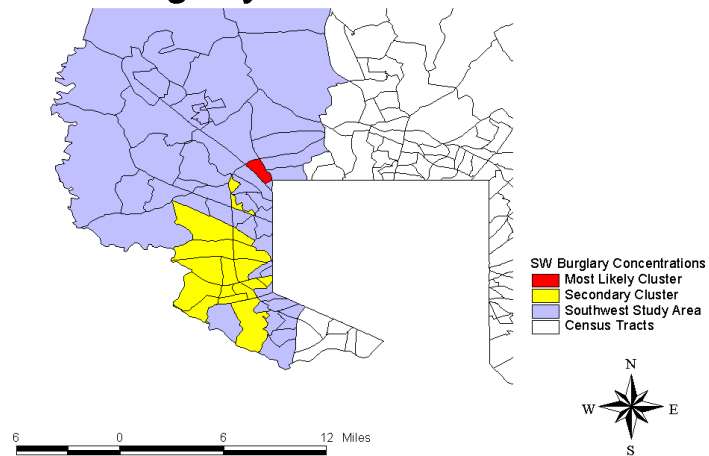 SW Burglary Concentrations
Most Likely Cluster
Secondary Cluster
Southwest Study Area
Census Tracts
N
W E
S
6 0 6 12 Miles